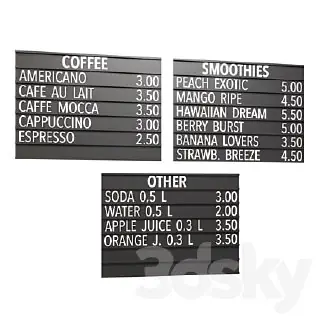 COFFEE
AMERICANO 3.00
CAFE AU LAIT 3.50
CAFFE MOCCA 3.50
CAPPUCCINO 3.00
ESPRESSO 2.50
SMOOTHIES
PEACH EXOTIC 5.00
MANGO RIPE 4.50
HAWAIIAN DREAM 5.50
BERRY BURST 5.00
BANANA LOVERS 3.50
STRAWB. BREEZE 4.50
OTHER
SODA 0,5 L 3.00
WATER 0,5 L 2.00
APPLE JUICE 0,3 L 3.50
ORANGE J. 0,3 L 3.50
3dsky